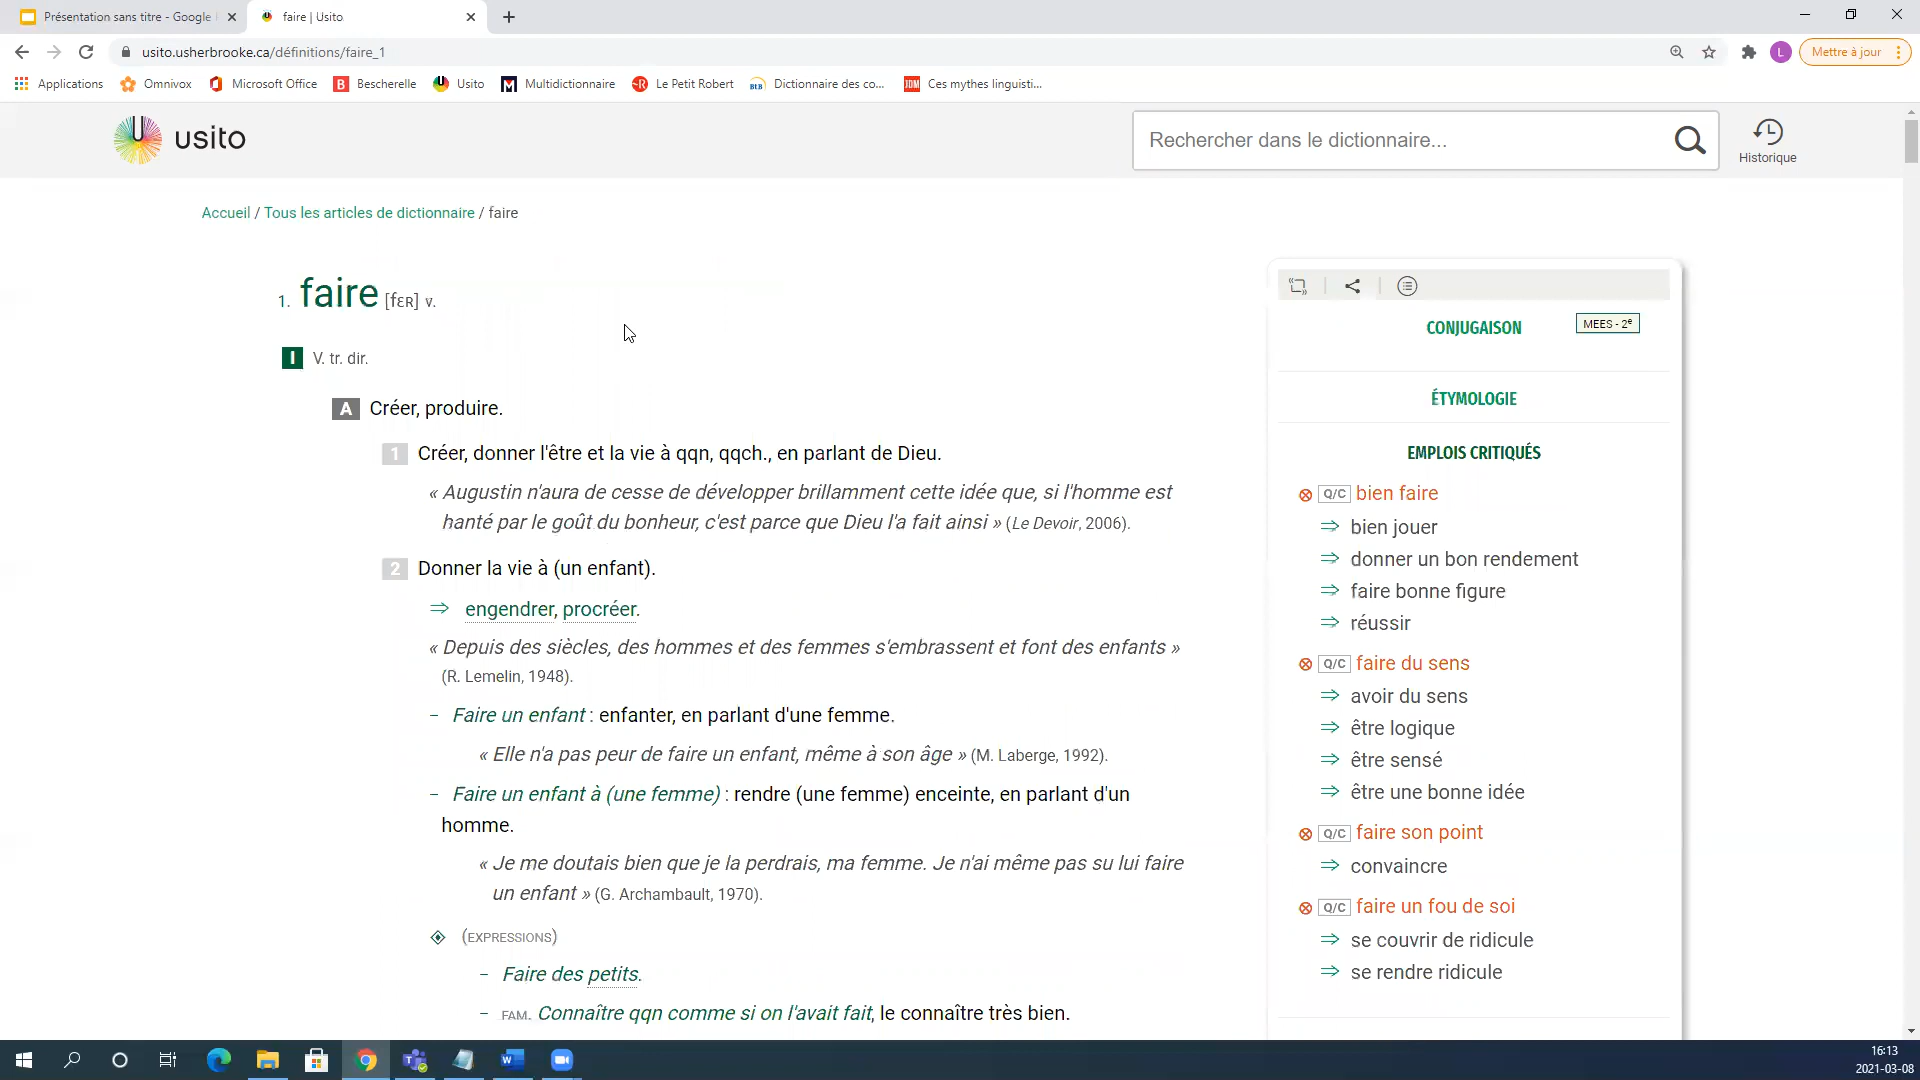 Présentation sans titre - Google
faire | Usito
usito.usherbrooke.ca/définitions/faire_1
L
Mettre à jour
Applications
Omnivox
Microsoft Office
B
Bescherelle
Usito
M
Multidictionnaire
R
Le Petit Robert
BtB
Dictionnaire des co...
JDM
Ces mythes linguisti...
usito
Rechercher dans le dictionnaire...
Historique
Accueil / Tous les articles de dictionnaire / faire
1. faire [fɛʀ] v.
I V. tr. dir.
A Créer, produire.
1 Créer, donner l'être et la vie à qqn, qqch., en parlant de Dieu.
« Augustin n'aura de cesse de développer brillamment cette idée que, si l'homme est
hanté par le goût du bonheur, c'est parce que Dieu l'a fait ainsi » (Le Devoir, 2006).
2 Donner la vie à (un enfant).
⇒ engendrer, procréer.
« Depuis des siècles, des hommes et des femmes s'embrassent et font des enfants »
(R. Lemelin, 1948).
– Faire un enfant : enfanter, en parlant d'une femme.
« Elle n'a pas peur de faire un enfant, même à son âge » (M. Laberge, 1992).
– Faire un enfant à (une femme) : rendre (une femme) enceinte, en parlant d'un
homme.
« Je me doutais bien que je la perdrais, ma femme. Je n'ai même pas su lui faire
un enfant » (G. Archambault, 1970).
(EXPRESSIONS)
– Faire des petits.
– FAM. Connaître qqn comme si on l'avait fait, le connaître très bien.
CONJUGAISON
MEES - 2e
ÉTYMOLOGIE
EMPLOIS CRITIQUÉS
Q/C bien faire
⇒ bien jouer
⇒ donner un bon rendement
⇒ faire bonne figure
⇒ réussir
Q/C faire du sens
⇒ avoir du sens
⇒ être logique
⇒ être sensé
⇒ être une bonne idée
Q/C faire son point
⇒ convaincre
Q/C faire un fou de soi
⇒ se couvrir de ridicule
⇒ se rendre ridicule
16:13
2021-03-08